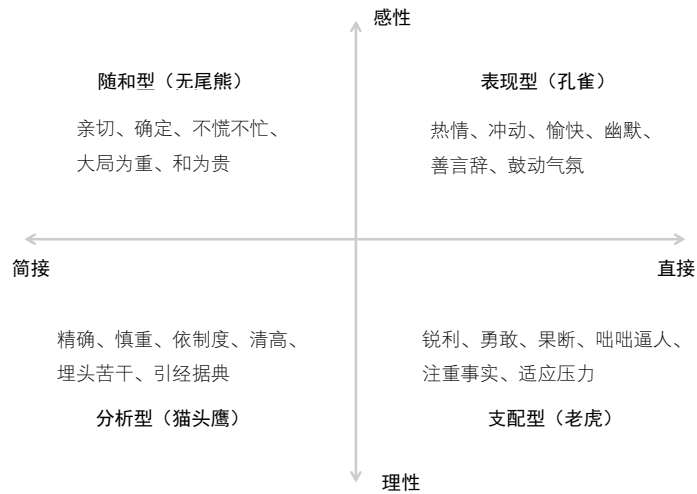 感性
随和型（无尾熊）
亲切、确定、不慌不忙、
大局为重、和为贵
表现型（孔雀）
热情、冲动、愉快、幽默、
善言辞、鼓动气氛
简接
直接
精确、慎重、依制度、清高、
埋头苦干、引经据典
分析型（猫头鹰）
锐利、勇敢、果断、咄咄逼人、
注重事实、适应压力
支配型（老虎）
理性